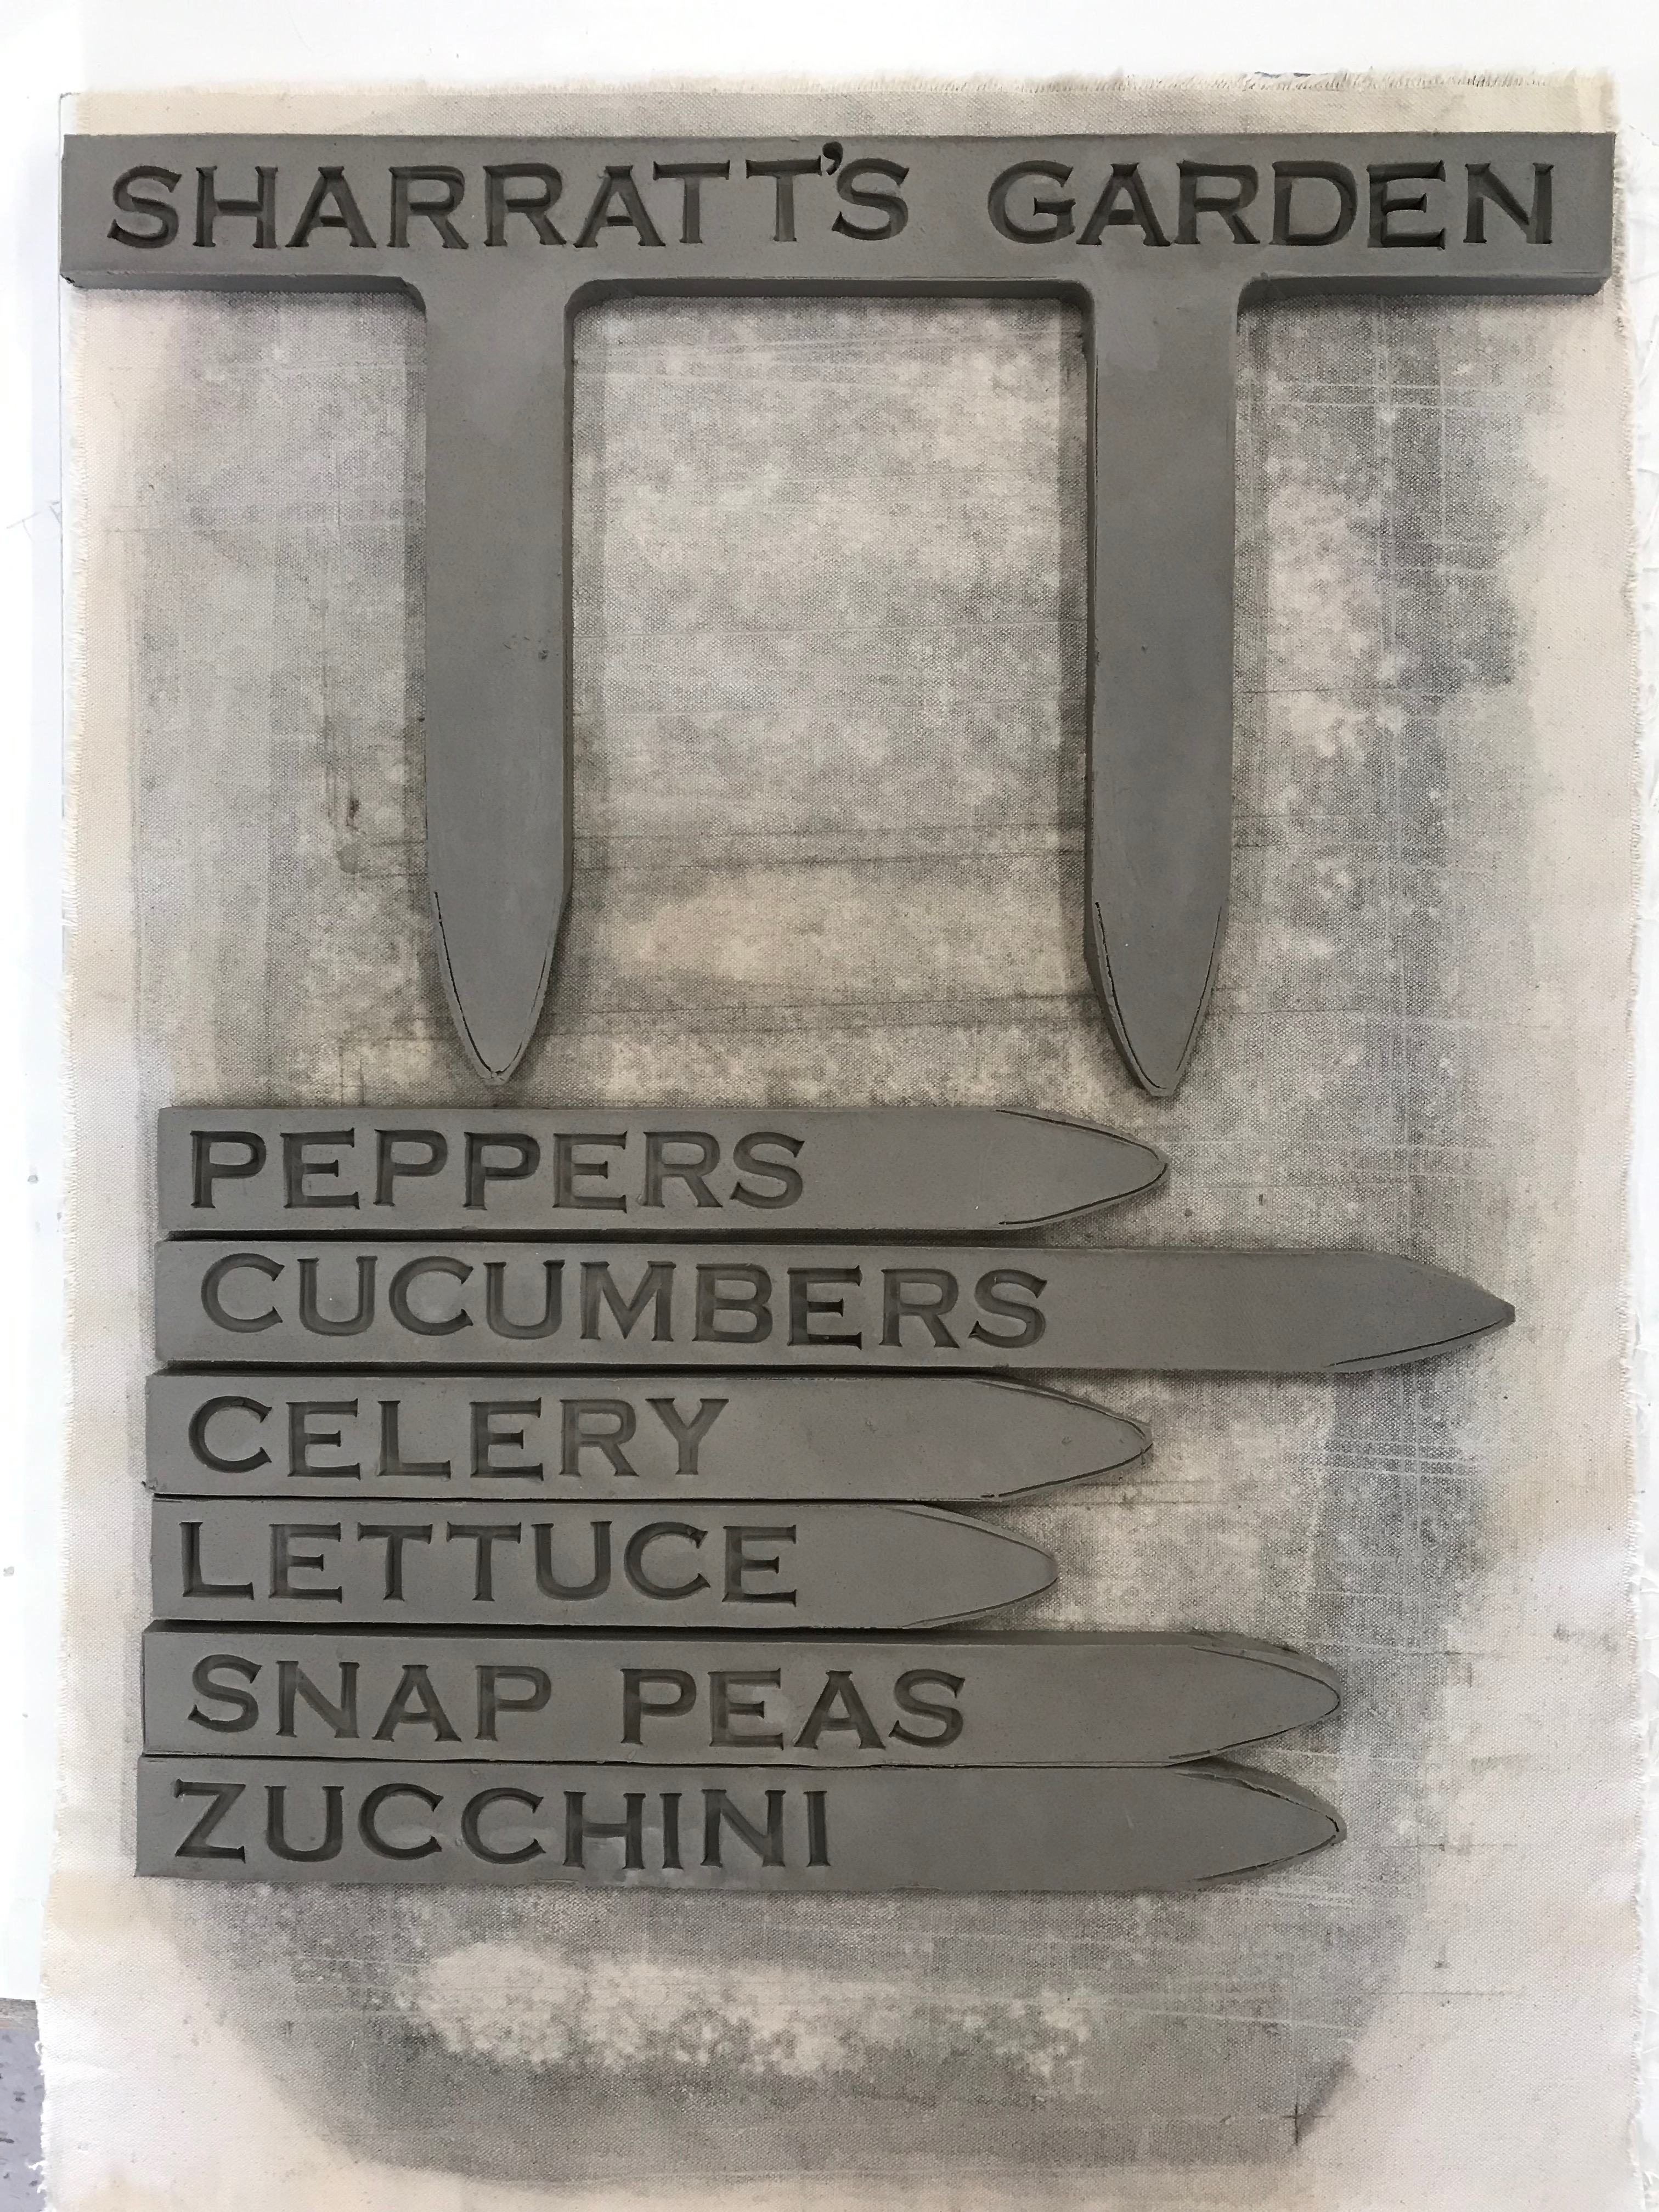 SHARRATT'S GARDEN
PEPPERS
CUCUMBERS
CELERY
LETTUCE
SNAP PEAS
ZUCCHINI